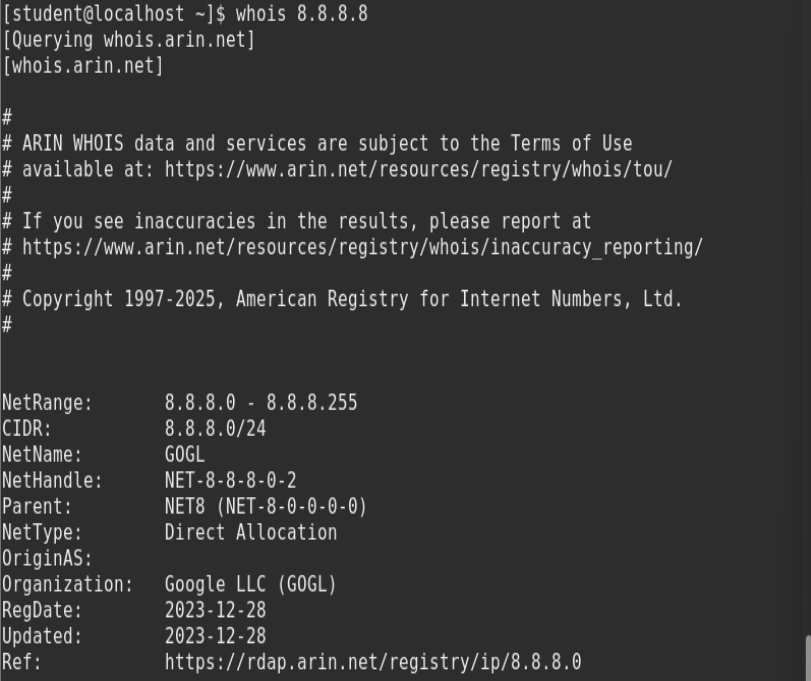 [student@localhost ~]$ whois 8.8.8.8
[Querying whois.arin.net]
[whois.arin.net]
#
# ARIN WHOIS data and services are subject to the Terms of Use
# available at: https://www.arin.net/resources/registry/whois/tou/
#
# If you see inaccuracies in the results, please report at
# https://www.arin.net/resources/registry/whois/inaccuracy_reporting/
#
# Copyright 1997-2025, American Registry for Internet Numbers, Ltd.
#
NetRange:       8.8.8.0 - 8.8.8.255
CIDR:           8.8.8.0/24
NetName:        GOGL
NetHandle:      NET-8-8-8-0-2
Parent:         NET8 (NET-8-0-0-0-0)
NetType:        Direct Allocation
OriginAS:
Organization:   Google LLC (GOGL)
RegDate:        2023-12-28
Updated:        2023-12-28
Ref:            https://rdap.arin.net/registry/ip/8.8.8.0